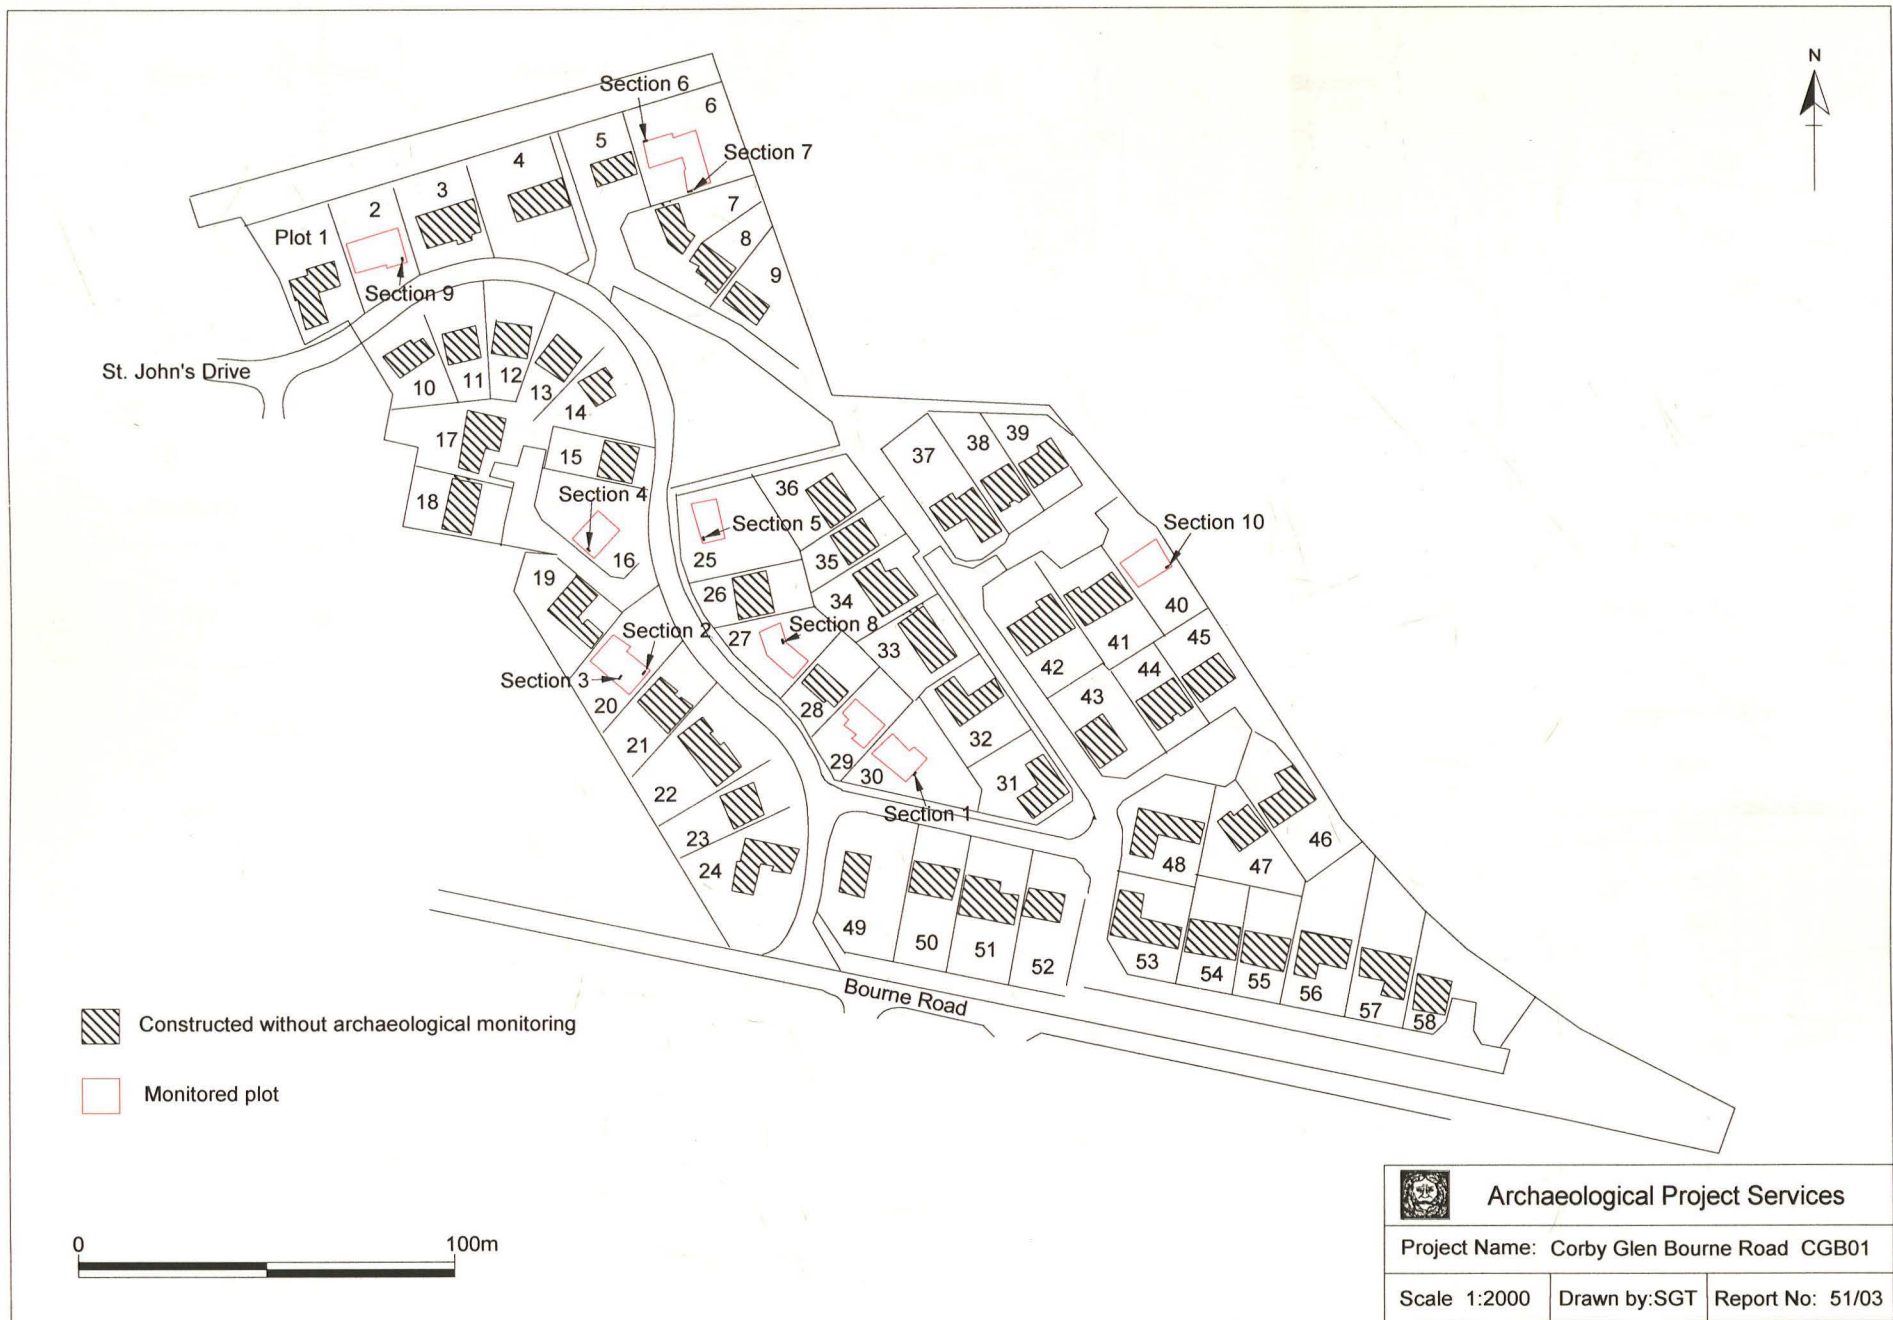 N
Section 6
6
5
Section 7
4
3
2
7
Plot 1
8
9
Section 9
St. John's Drive
10
11
12
13
14
17
15
18
Section 4
16
36
Section 5
25
35
37
38
39
Section 10
19
26
34
40
Section 2
27
Section 8
33
45
41
44
42
Section 3
20
28
43
21
32
29
30
31
22
Section 1
23
46
48
47
24
49
50
51
52
53
54
55
56
57
58
Bourne Road
Constructed without archaeological monitoring
Monitored plot
0 100m
Archaeological Project Services
Project Name: Corby Glen Bourne Road CGB01
Scale 1:2000 Drawn by:SGT Report No: 51/03